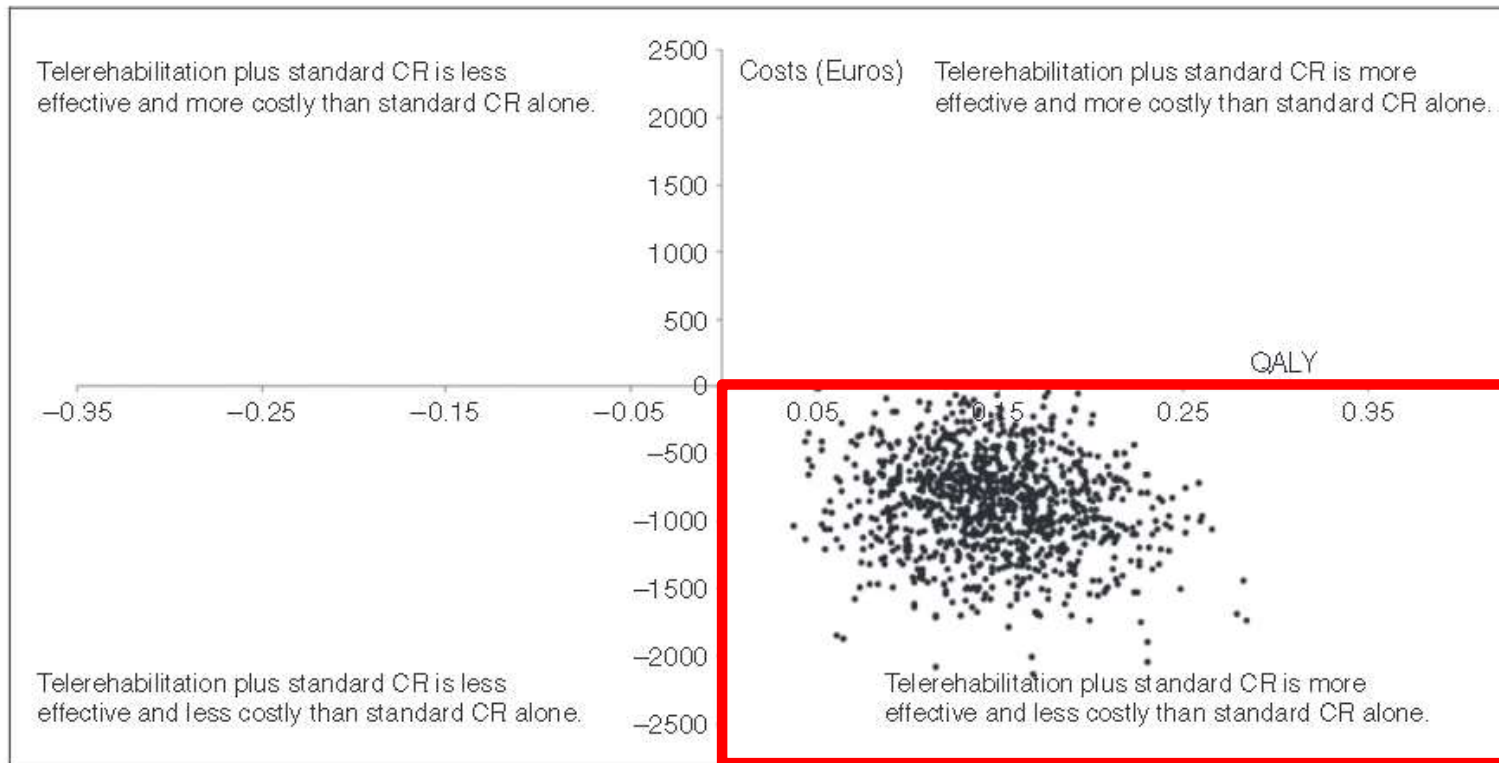 Telerehabilitation plus standard CR is less
effective and more costly than standard CR alone.
2500
Costs (Euros)
Telerehabilitation plus standard CR is more
effective and more costly than standard CR alone.
2000
1500
1000
500
QALY
0
−0.95
−0.25
−0.15
−0.05
0.05
0.15
0.25
0.35
−500
−1000
−1500
−2000
Telerehabilitation plus standard CR is less
effective and less costly than standard CR alone.
Telerehabilitation plus standard CR is more
effective and less costly than standard CR alone.
−2500